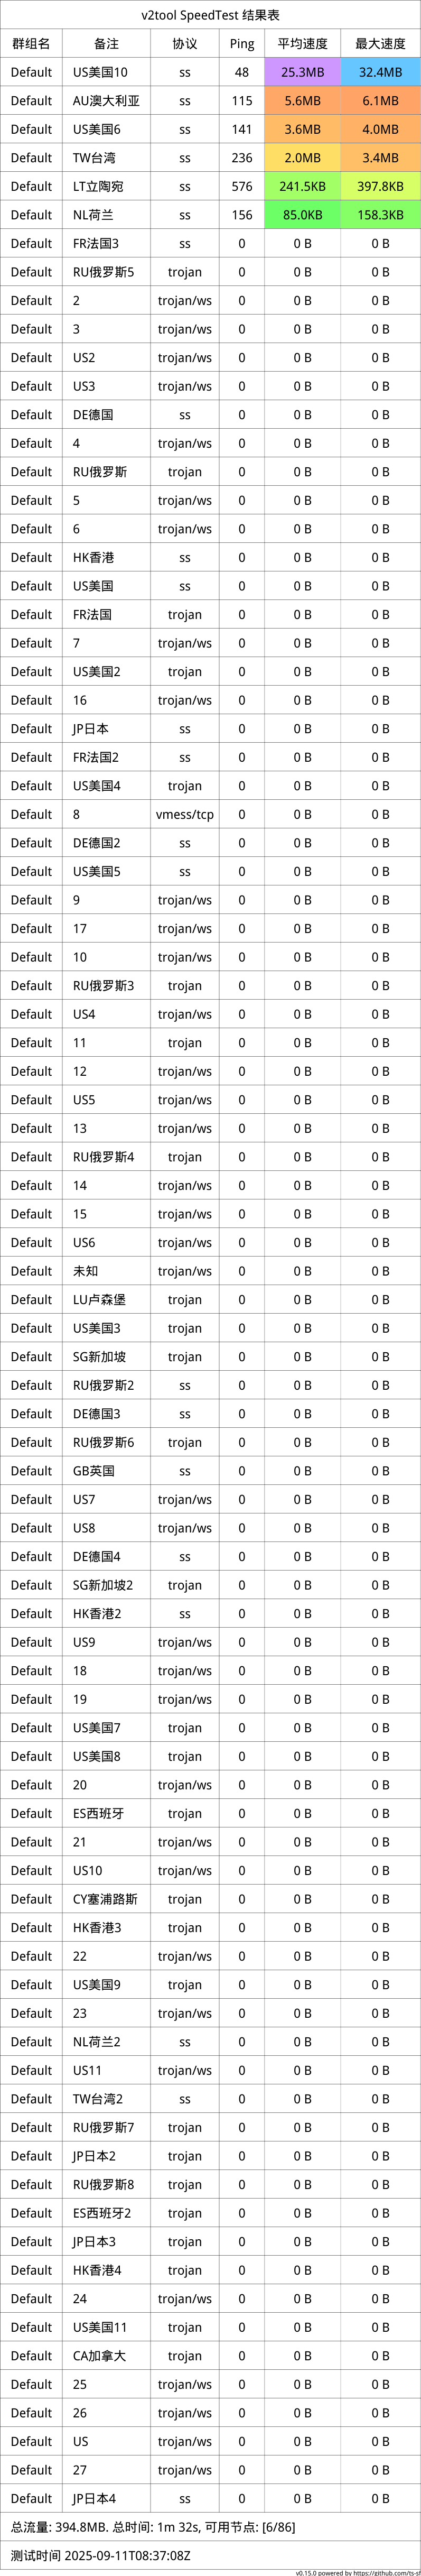 v2tool SpeedTest 结果表
群组名 备注 协议 Ping 平均速度 最大速度
Default US美国10 ss 48 25.3MB 32.4MB
Default AU澳大利亚 ss 115 5.6MB 6.1MB
Default US美国6 ss 141 3.6MB 4.0MB
Default TW台湾 ss 236 2.0MB 3.4MB
Default LT立陶宛 ss 576 241.5KB 397.8KB
Default NL荷兰 ss 156 85.0KB 158.3KB
Default FR法国3 ss 0 0 B 0 B
Default RU俄罗斯5 trojan 0 0 B 0 B
Default 2 trojan/ws 0 0 B 0 B
Default 3 trojan/ws 0 0 B 0 B
Default US2 trojan/ws 0 0 B 0 B
Default US3 trojan/ws 0 0 B 0 B
Default DE德国 ss 0 0 B 0 B
Default 4 trojan/ws 0 0 B 0 B
Default RU俄罗斯 trojan 0 0 B 0 B
Default 5 trojan/ws 0 0 B 0 B
Default 6 trojan/ws 0 0 B 0 B
Default HK香港 ss 0 0 B 0 B
Default US美国 ss 0 0 B 0 B
Default FR法国 trojan 0 0 B 0 B
Default 7 trojan/ws 0 0 B 0 B
Default US美国2 trojan 0 0 B 0 B
Default 16 trojan/ws 0 0 B 0 B
Default JP日本 ss 0 0 B 0 B
Default FR法国2 ss 0 0 B 0 B
Default US美国4 trojan 0 0 B 0 B
Default 8 vmess/tcp 0 0 B 0 B
Default DE德国2 ss 0 0 B 0 B
Default US美国5 ss 0 0 B 0 B
Default 9 trojan/ws 0 0 B 0 B
Default 17 trojan/ws 0 0 B 0 B
Default 10 trojan/ws 0 0 B 0 B
Default RU俄罗斯3 trojan 0 0 B 0 B
Default US4 trojan/ws 0 0 B 0 B
Default 11 trojan 0 0 B 0 B
Default 12 trojan/ws 0 0 B 0 B
Default US5 trojan/ws 0 0 B 0 B
Default 13 trojan/ws 0 0 B 0 B
Default RU俄罗斯4 trojan 0 0 B 0 B
Default 14 trojan/ws 0 0 B 0 B
Default 15 trojan/ws 0 0 B 0 B
Default US6 trojan/ws 0 0 B 0 B
Default 未知 trojan/ws 0 0 B 0 B
Default LU卢森堡 trojan 0 0 B 0 B
Default US美国3 trojan 0 0 B 0 B
Default SG新加坡 trojan 0 0 B 0 B
Default RU俄罗斯2 ss 0 0 B 0 B
Default DE德国3 ss 0 0 B 0 B
Default RU俄罗斯6 trojan 0 0 B 0 B
Default GB英国 ss 0 0 B 0 B
Default US7 trojan/ws 0 0 B 0 B
Default US8 trojan/ws 0 0 B 0 B
Default DE德国4 ss 0 0 B 0 B
Default SG新加坡2 trojan 0 0 B 0 B
Default HK香港2 ss 0 0 B 0 B
Default US9 trojan/ws 0 0 B 0 B
Default 18 trojan/ws 0 0 B 0 B
Default 19 trojan/ws 0 0 B 0 B
Default US美国7 trojan 0 0 B 0 B
Default US美国8 trojan 0 0 B 0 B
Default 20 trojan/ws 0 0 B 0 B
Default ES西班牙 trojan 0 0 B 0 B
Default 21 trojan/ws 0 0 B 0 B
Default US10 trojan/ws 0 0 B 0 B
Default CY塞浦路斯 trojan 0 0 B 0 B
Default HK香港3 trojan 0 0 B 0 B
Default 22 trojan/ws 0 0 B 0 B
Default US美国9 trojan 0 0 B 0 B
Default 23 trojan/ws 0 0 B 0 B
Default NL荷兰2 ss 0 0 B 0 B
Default US11 trojan/ws 0 0 B 0 B
Default TW台湾2 ss 0 0 B 0 B
Default RU俄罗斯7 trojan 0 0 B 0 B
Default JP日本2 trojan 0 0 B 0 B
Default RU俄罗斯8 trojan 0 0 B 0 B
Default ES西班牙2 trojan 0 0 B 0 B
Default JP日本3 trojan 0 0 B 0 B
Default HK香港4 trojan 0 0 B 0 B
Default 24 trojan/ws 0 0 B 0 B
Default US美国11 trojan 0 0 B 0 B
Default CA加拿大 trojan 0 0 B 0 B
Default 25 trojan/ws 0 0 B 0 B
Default 26 trojan/ws 0 0 B 0 B
Default US trojan/ws 0 0 B 0 B
Default 27 trojan/ws 0 0 B 0 B
Default JP日本4 ss 0 0 B 0 B
总流量: 394.8MB. 总时间: 1m 32s, 可用节点: [6/86]
测试时间 2025-09-11T08:37:08Z
v0.15.0 powered by https://github.com/ts-sf